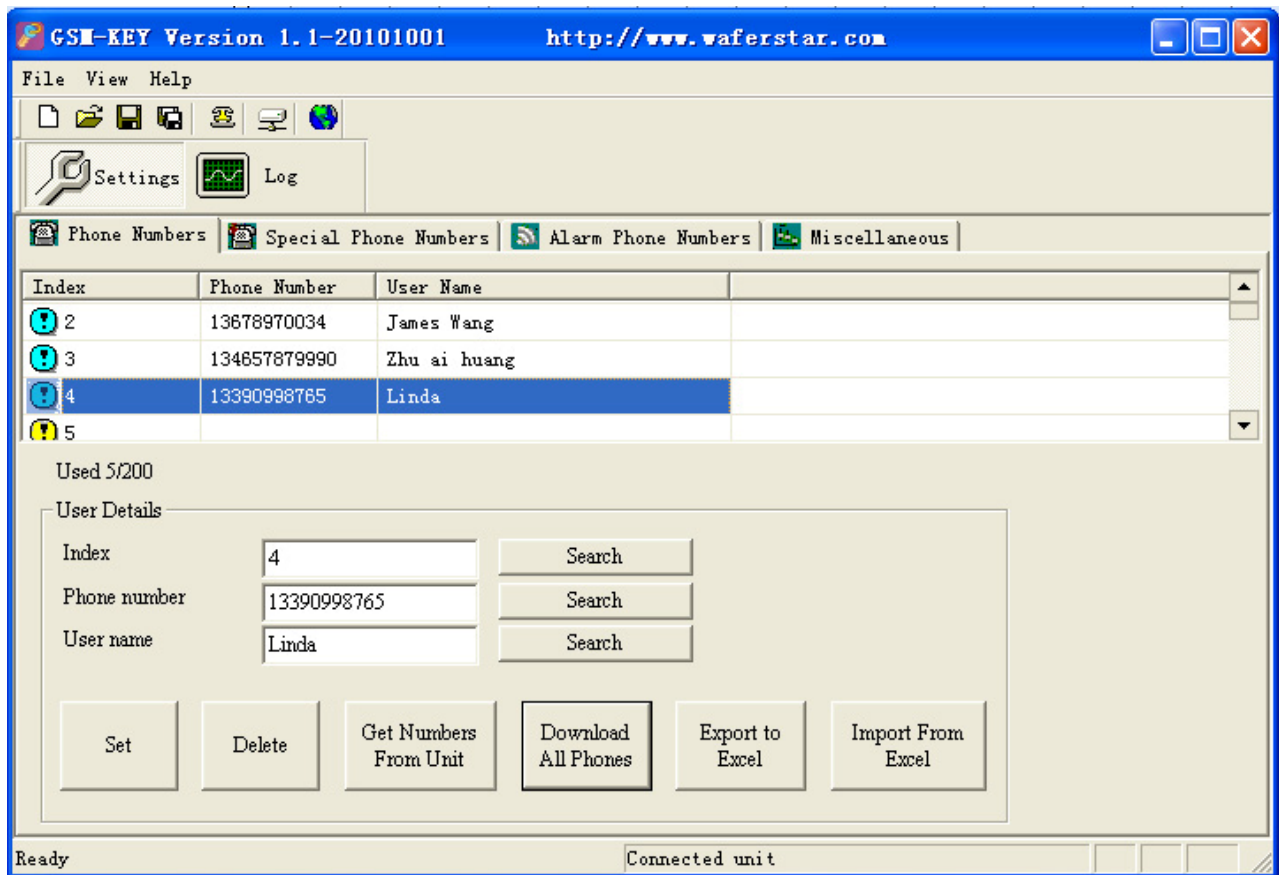 GSM-KEY Version 1.1-20101001 http://www.waferstar.com
File View Help
Settings Log
Phone Numbers Special Phone Numbers Alarm Phone Numbers Miscellaneous
Index Phone Number User Name
2 13678970034 James Wang
3 134657879990 Zhu ai huang
4 13390998765 Linda
5
Used 5/200
User Details
Index 4 Search
Phone number 13390998765 Search
User name Linda Search
Set Delete Get Numbers From Unit Download All Phones Export to Excel Import From Excel
Ready Connected unit